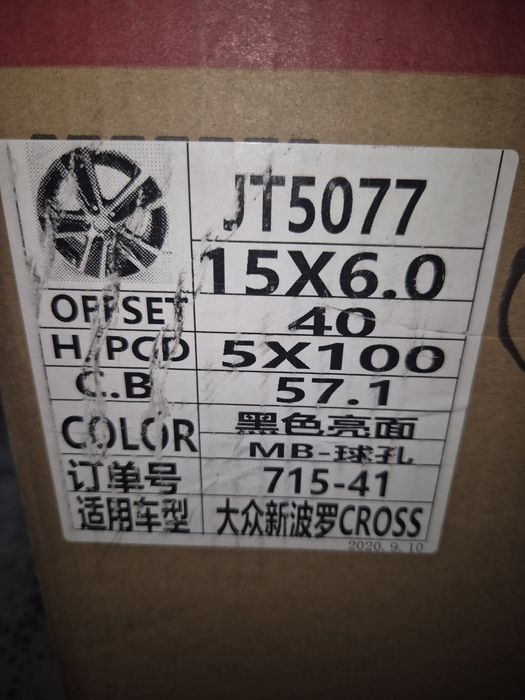 JT5077
15X6.0
OFFSET 40
H/PCD 5X100
C.B 57.1
COLOR 黑色亮面
MB-球孔
订单号 715-41
适用车型 大众新波罗CROSS
2020.9.10